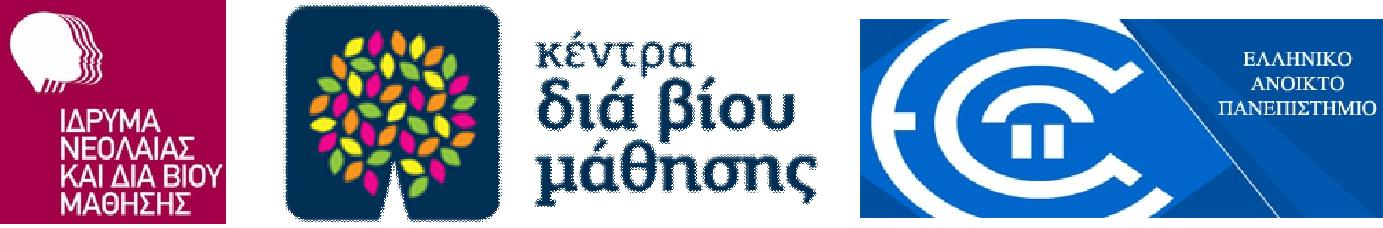 ΙΔΡΥΜΑ
ΝΕΟΛΑΙΑΣ
ΚΑΙ ΔΙΑ ΒΙΟΥ
ΜΑΘΗΣΗΣ
κέντρα
διά βίου
μάθησης
ΕΛΛΗΝΙΚΟ
ΑΝΟΙΚΤΟ
ΠΑΝΕΠΙΣΤΗΜΙΟ